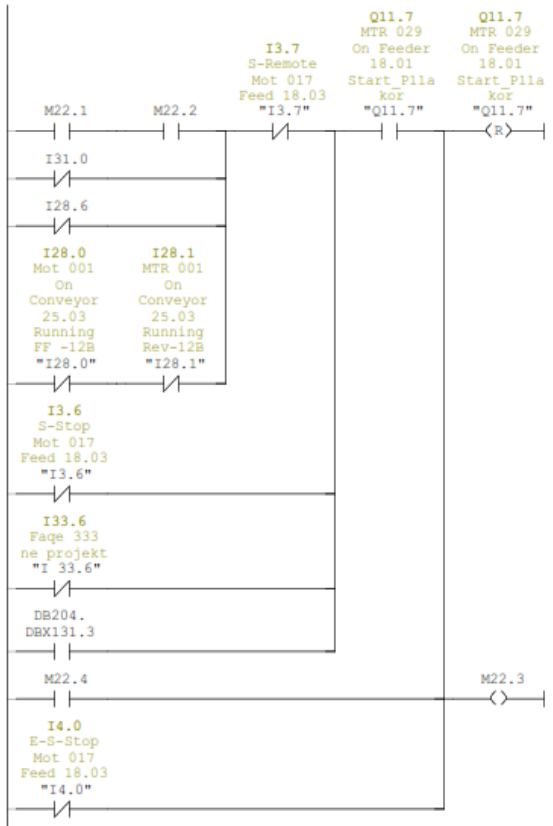 Q11.7
MTR 029
On Feeder
18.01
Start_P11a
kor
"Q11.7"
Q11.7
MTR 029
On Feeder
18.01
Start_P11a
kor
"Q11.7"
I3.7
S-Remote
Mot 017
Feed 18.03
"I3.7"
M22.1
M22.2
R
I31.0
I28.6
I28.0
Mot 001
On
Conveyor
25.03
Running
FF -12B
"I28.0"
I28.1
MTR 001
On
Conveyor
25.03
Running
Rev-12B
"I28.1"
I3.6
S-Stop
Mot 017
Feed 18.03
"I3.6"
I33.6
Faqe 333
ne projekt
"I 33.6"
DB204.
DBX131.3
M22.4
M22.3
I4.0
E-S-Stop
Mot 017
Feed 18.03
"I4.0"